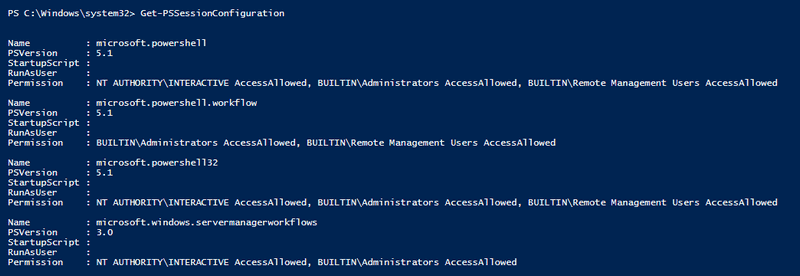 PS C:\Windows\system32> Get-PSSessionConfiguration
Name          : microsoft.powershell
PSVersion     : 5.1
StartupScript :
RunAsUser     :
Permission    : NT AUTHORITY\INTERACTIVE AccessAllowed, BUILTIN\Administrators AccessAllowed, BUILTIN\Remote Management Users AccessAllowed
Name          : microsoft.powershell.workflow
PSVersion     : 5.1
StartupScript :
RunAsUser     :
Permission    : BUILTIN\Administrators AccessAllowed, BUILTIN\Remote Management Users AccessAllowed
Name          : microsoft.powershell32
PSVersion     : 5.1
StartupScript :
RunAsUser     :
Permission    : NT AUTHORITY\INTERACTIVE AccessAllowed, BUILTIN\Administrators AccessAllowed, BUILTIN\Remote Management Users AccessAllowed
Name          : microsoft.windows.servermanagerworkflows
PSVersion     : 3.0
StartupScript :
RunAsUser     :
Permission    : NT AUTHORITY\INTERACTIVE AccessAllowed, BUILTIN\Administrators AccessAllowed